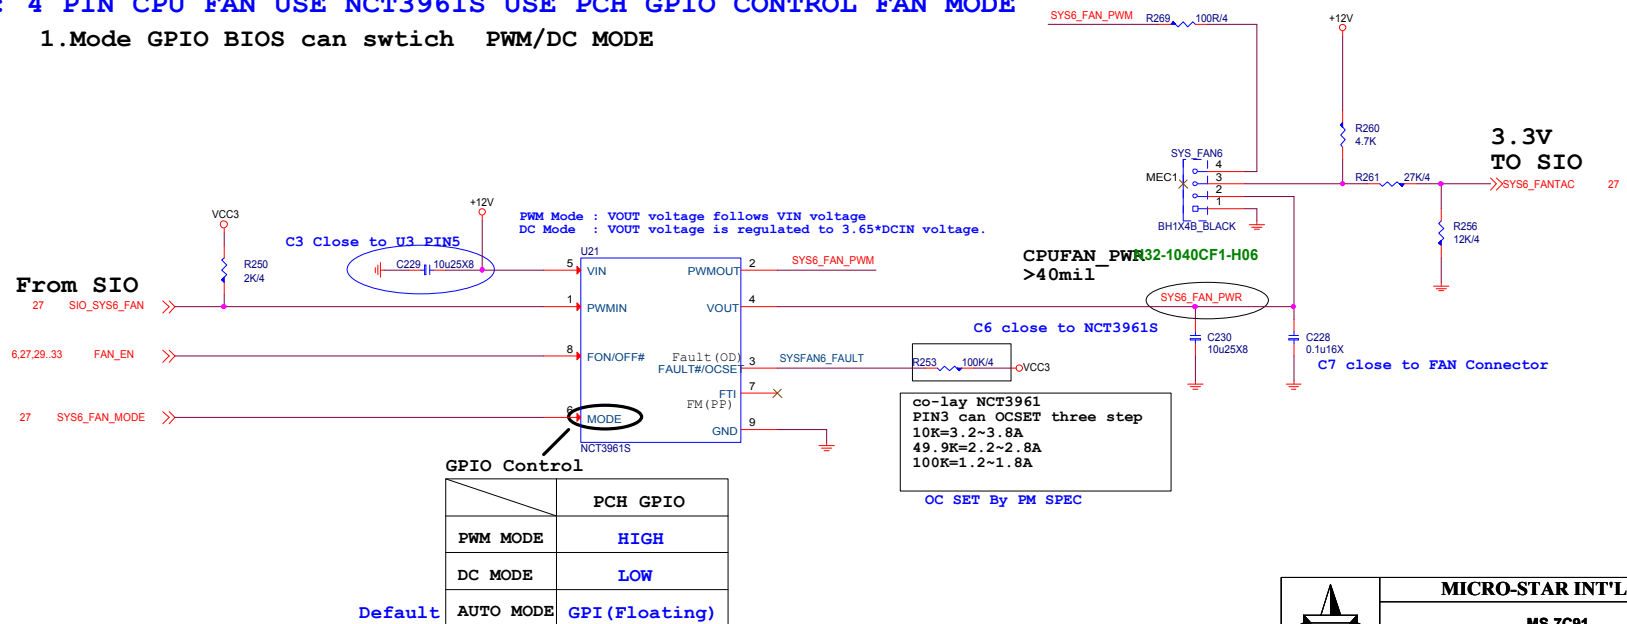 : 4 PIN CPU FAN USE NCT3961S USE PCH GPIO CONTROL FAN MODE
1.Mode GPIO BIOS can swtich PWM/DC MODE
SYS6_FAN_PWM
R269
100R/4
+12V
R260
4.7K
3.3V
TO SIO
SYS_FAN6
MEC1
4
3
2
1
BH1X4B_BLACK
R261
27K/4
SYS6_FANTAC
27
R256
12K/4
VCC3
+12V
PWM Mode : VOUT voltage follows VIN voltage
DC Mode : VOUT voltage is regulated to 3.65*DCIN voltage.
C3 Close to U3 PIN5
C229
10u25X8
R250
2K/4
U21
5
VIN
PWMOUT
2
SYS6_FAN_PWM
CPUFAN_PWR
N32-1040CF1-H06
>40mil
From SIO
27
SIO_SYS6_FAN
1
PWMIN
VOUT
4
SYS6_FAN_PWR
C6 close to NCT3961S
C230
10u25X8
C228
0.1u16X
C7 close to FAN Connector
6,27,29..33
FAN_EN
8
FON/OFF#
Fault(OD)
FAULT#/OCSET
3
SYSFAN6_FAULT
R253
100K/4
VCC3
FTI
7
FM(PP)
27
SYS6_FAN_MODE
6
MODE
GND
9
NCT3961S
co-lay NCT3961
PIN3 can OCSET three step
10K=3.2~3.8A
49.9K=2.2~2.8A
100K=1.2~1.8A
OC SET By PM SPEC
GPIO Control
PCH GPIO
PWM MODE
HIGH
DC MODE
LOW
Default
AUTO MODE
GPI(Floating)
MICRO-STAR INT'L
MS-7C91